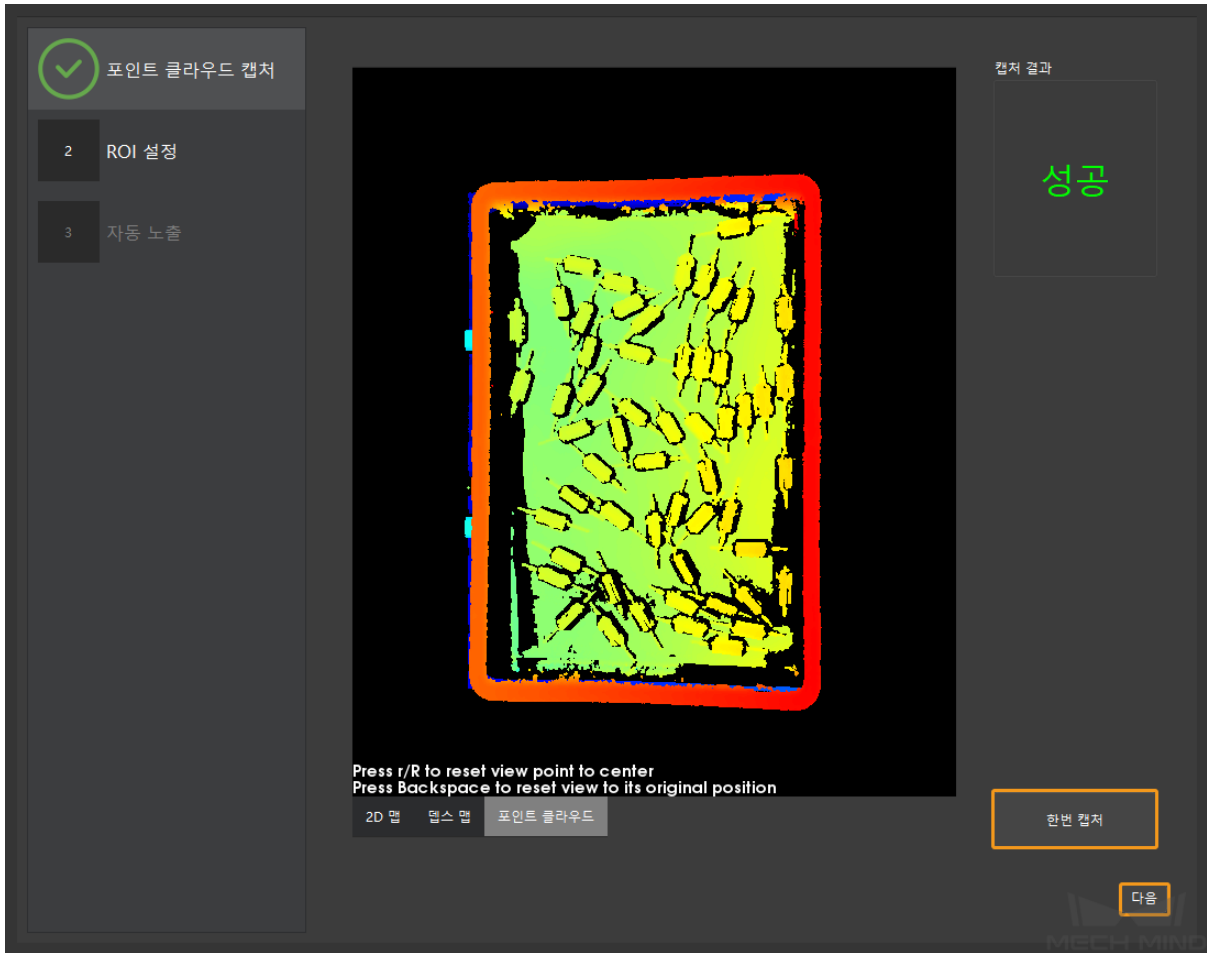 포인트 클라우드 캡처
2 ROI 설정
3 자동 노출
캡처 결과
성공
Press r/R to reset view point to center
Press Backspace to reset view to its original position
2D 맵 뎁스 맵 포인트 클라우드
한번 캡처
다음
MECH MIND